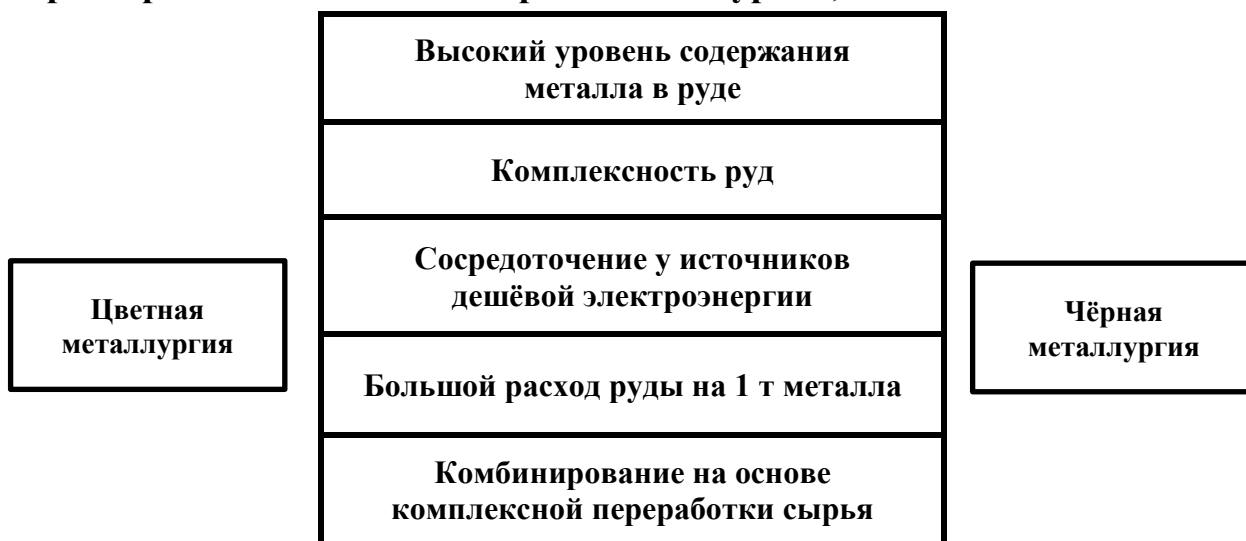 Высокий уровень содержания
металла в руде
Комплексность руд
Сосредоточение у источников
дешёвой электроэнергии
Цветная
металлургия
Чёрная
металлургия
Большой расход руды на 1 т металла
Комбинирование на основе
комплексной переработки сырья